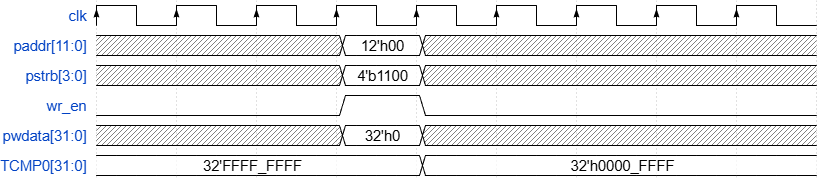 clk
paddr[11:0] 12'h00
pstrb[3:0] 4'b1100
wr_en
pwdata[31:0] 32'h0
TCMP0[31:0] 32'FFFF_FFFF 32'h0000_FFFF